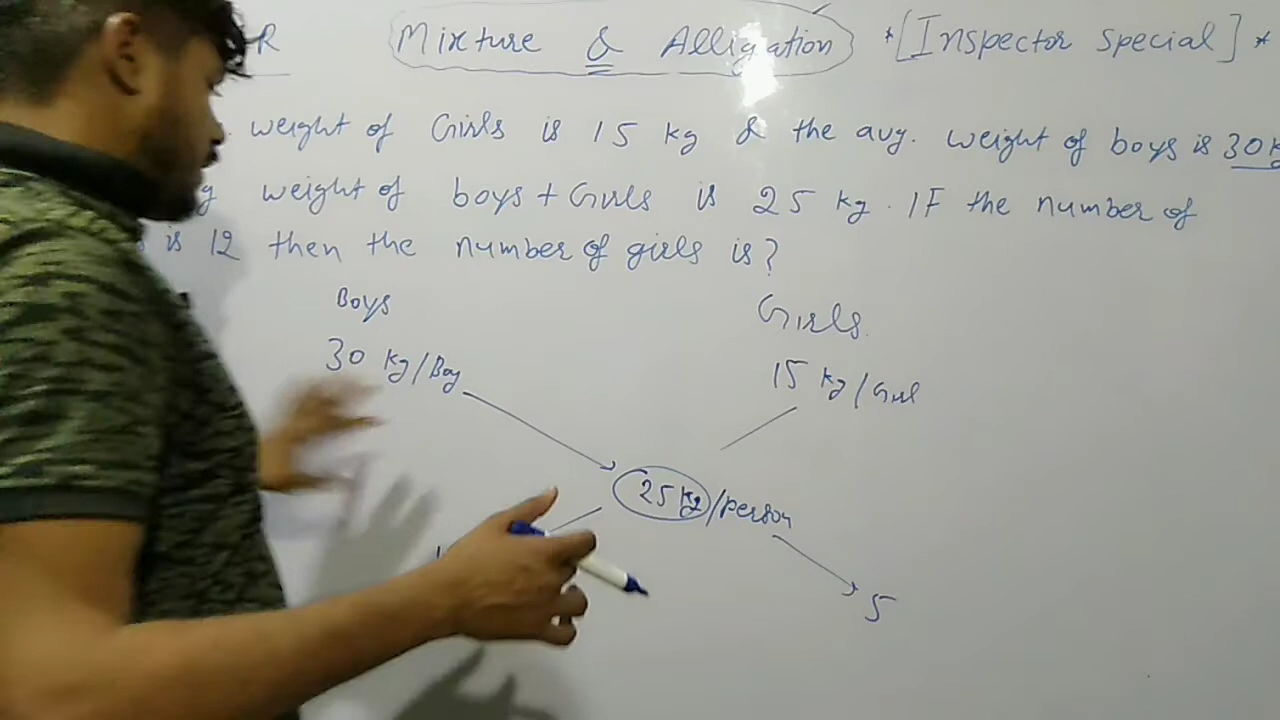 R Mixture & Alligation *[Inspector Special]*
weight of Girls is 15 kg & the avg. weight of boys is 30 K
g weight of boys + Girls is 25 kg. IF the number of
is 12 then the number of girls is?
Boys Girls.
30 kg/Boy 15 kg/Girl
25 kg/person
5